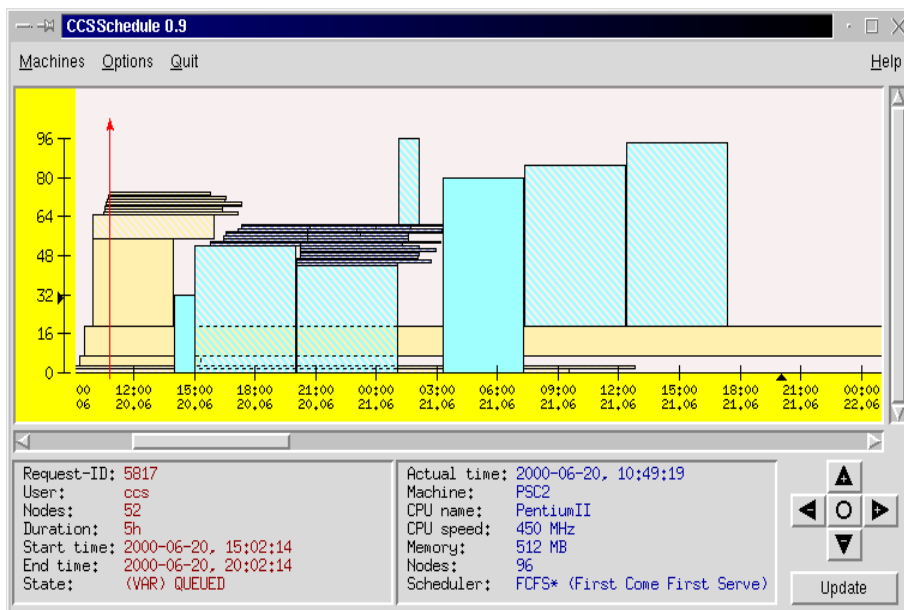 CCSSchedule 0.9
Machines Options Quit Help
96
80
64
48
32
16
0
00 12:00 15:00 18:00 21:00 00:00 03:00 06:00 09:00 12:00 15:00 18:00 21:00 00:00
06 20.06 20.06 20.06 20.06 21.06 21.06 21.06 21.06 21.06 21.06 21.06 21.06 22.06
Request-ID: 5817
User: ccs
Nodes: 52
Duration: 5h
Start time: 2000-06-20, 15:02:14
End time: 2000-06-20, 20:02:14
State: (VAR) QUEUED
Actual time: 2000-06-20, 10:49:19
Machine: PSC2
CPU name: PentiumII
CPU speed: 450 MHz
Memory: 512 MB
Nodes: 96
Scheduler: FCFS* (First Come First Serve)
Update